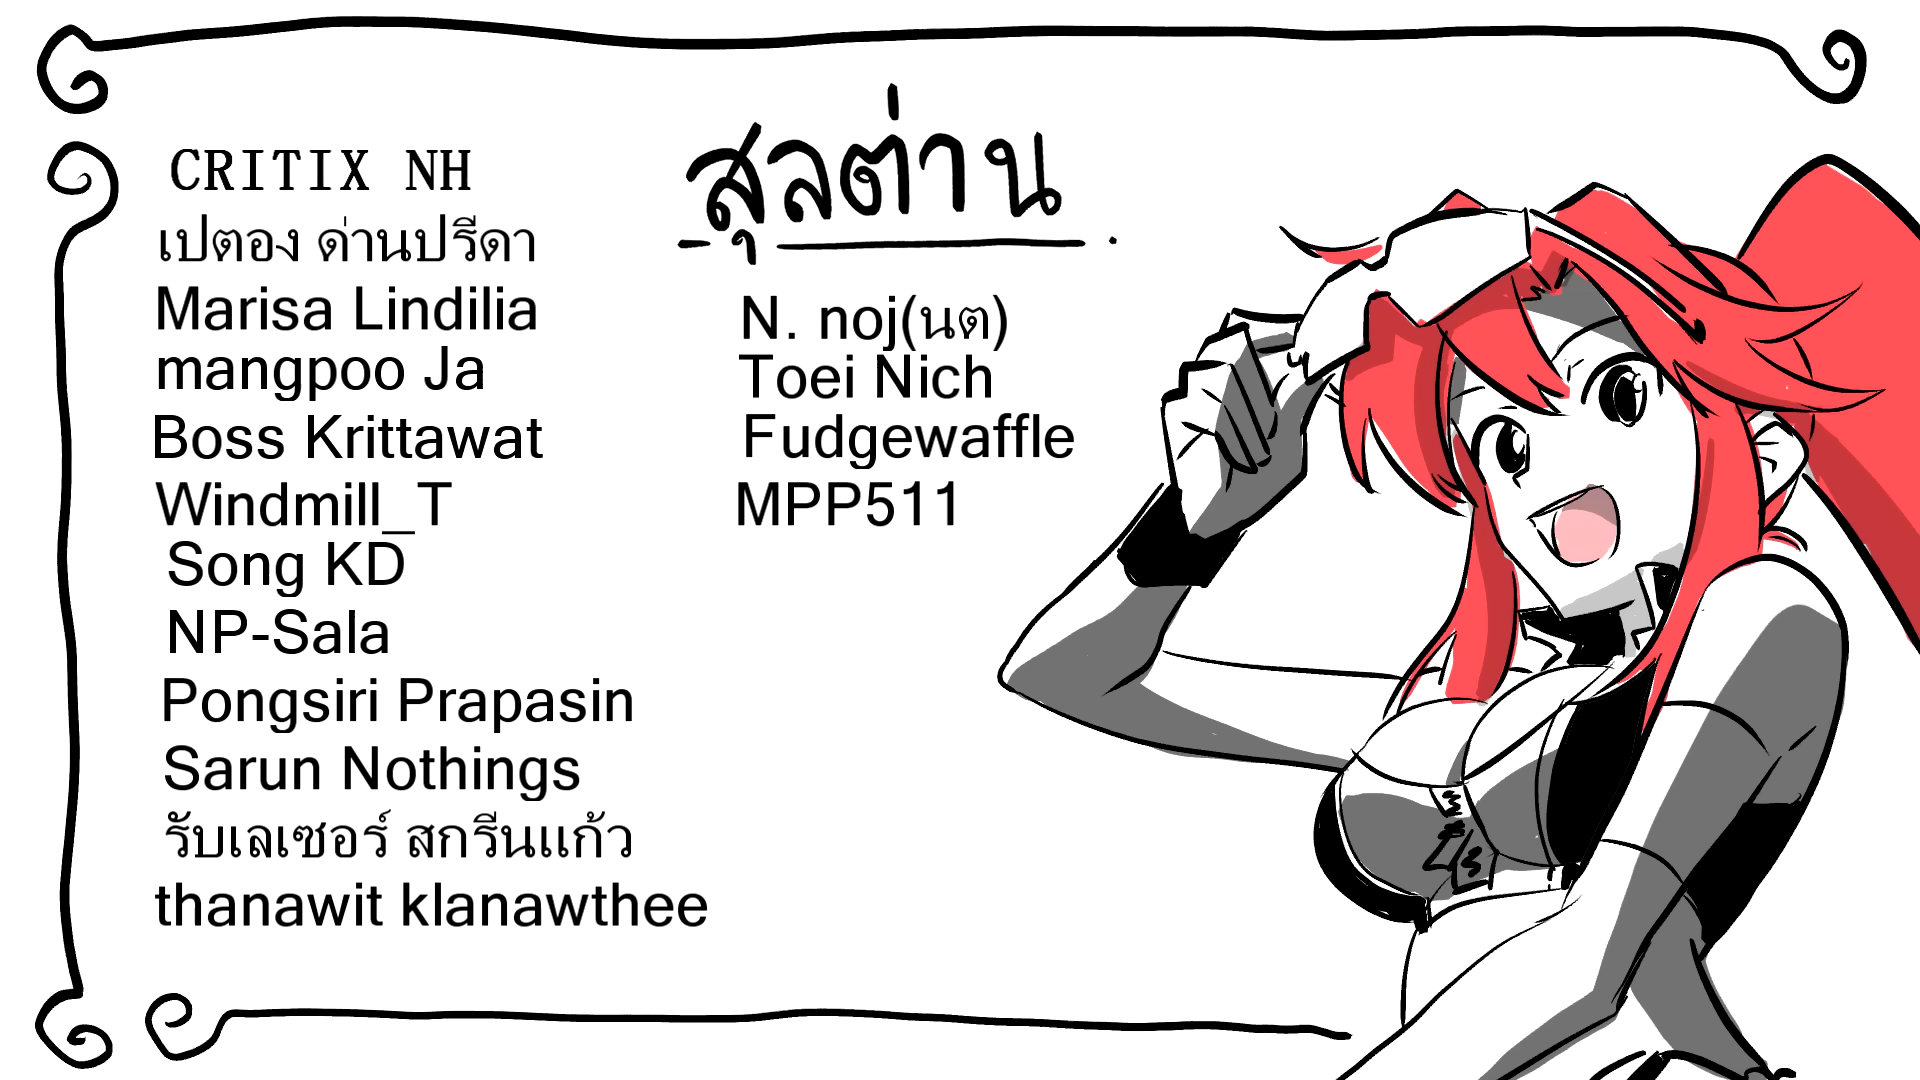 สุลต่าน
CRITIX NH
เปตอง ด่านปรีดา
Marisa Lindilia
mangpoo Ja
Boss Krittawat
Windmill_T
Song KD
NP-Sala
Pongsiri Prapasin
Sarun Nothings
รับเลเซอร์ สกรีนแก้ว
thanawit klanawthee
N. noj(นต)
Toei Nich
Fudgewaffle
MPP511